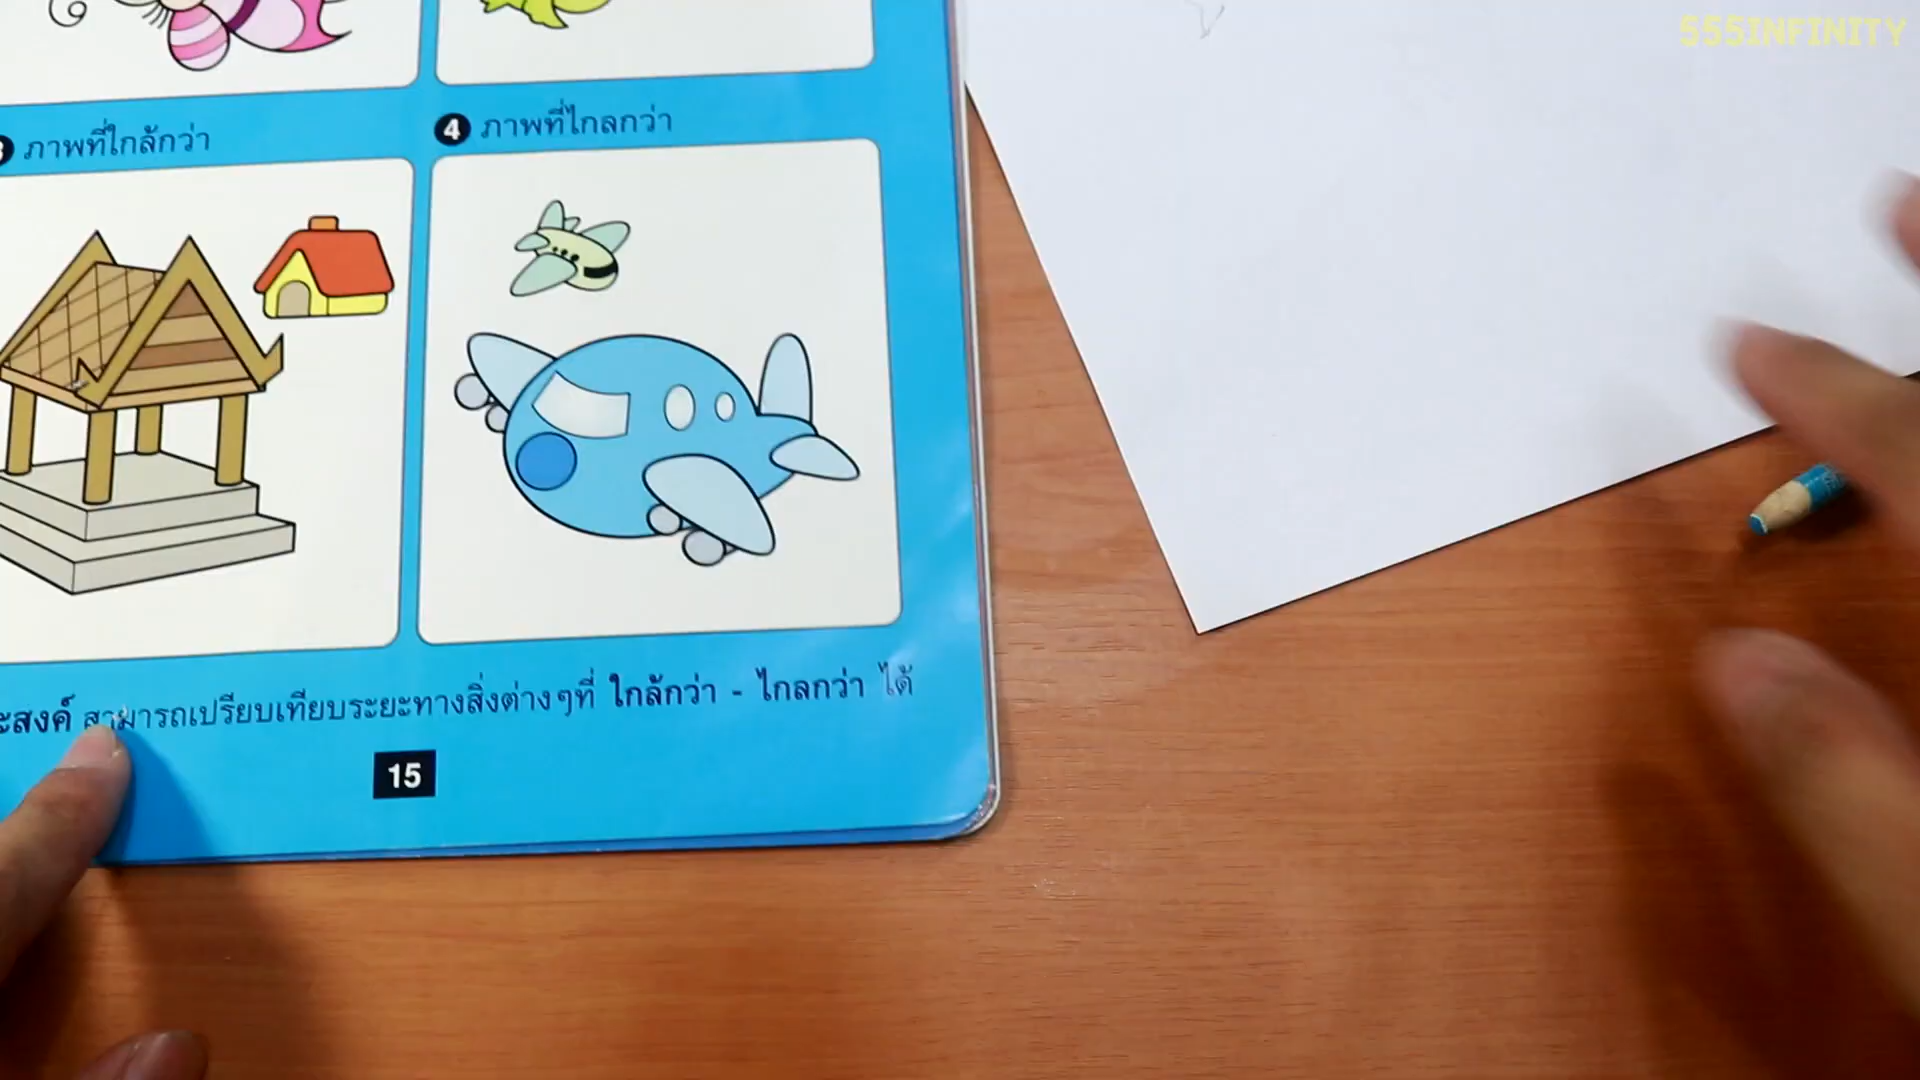 555INFINITY
ภาพที่ใกล้กว่า
4 ภาพที่ไกลกว่า
สามารถเปรียบเทียบระยะทางสิ่งต่างๆที่ ใกล้กว่า - ไกลกว่า ได้
15